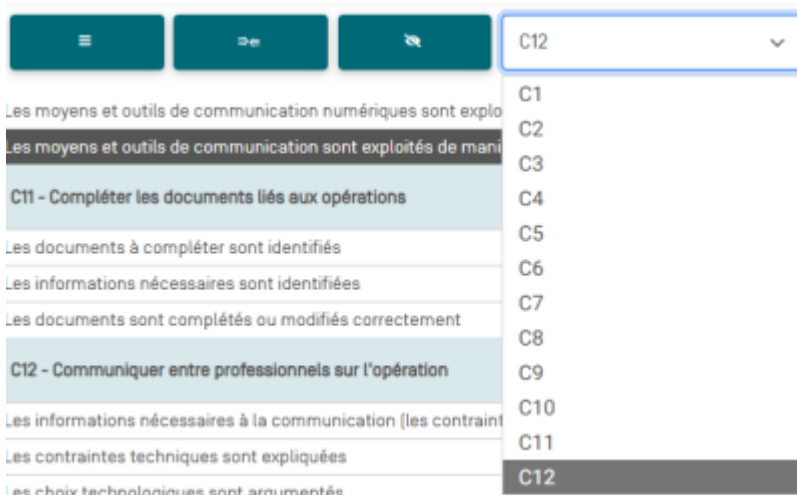 C12
Les moyens et outils de communication numériques sont explo
Les moyens et outils de communication sont exploités de mani
C11 - Compléter les documents liés aux opérations
Les documents à compléter sont identifiés
Les informations nécessaires sont identifiées
Les documents sont complétés ou modifiés correctement
C12 - Communiquer entre professionnels sur l'opération
Les informations nécessaires à la communication (les contraint
Les contraintes techniques sont expliquées
Les choix technologiques sont argumentés
C1
C2
C3
C4
C5
C6
C7
C8
C9
C10
C11
C12